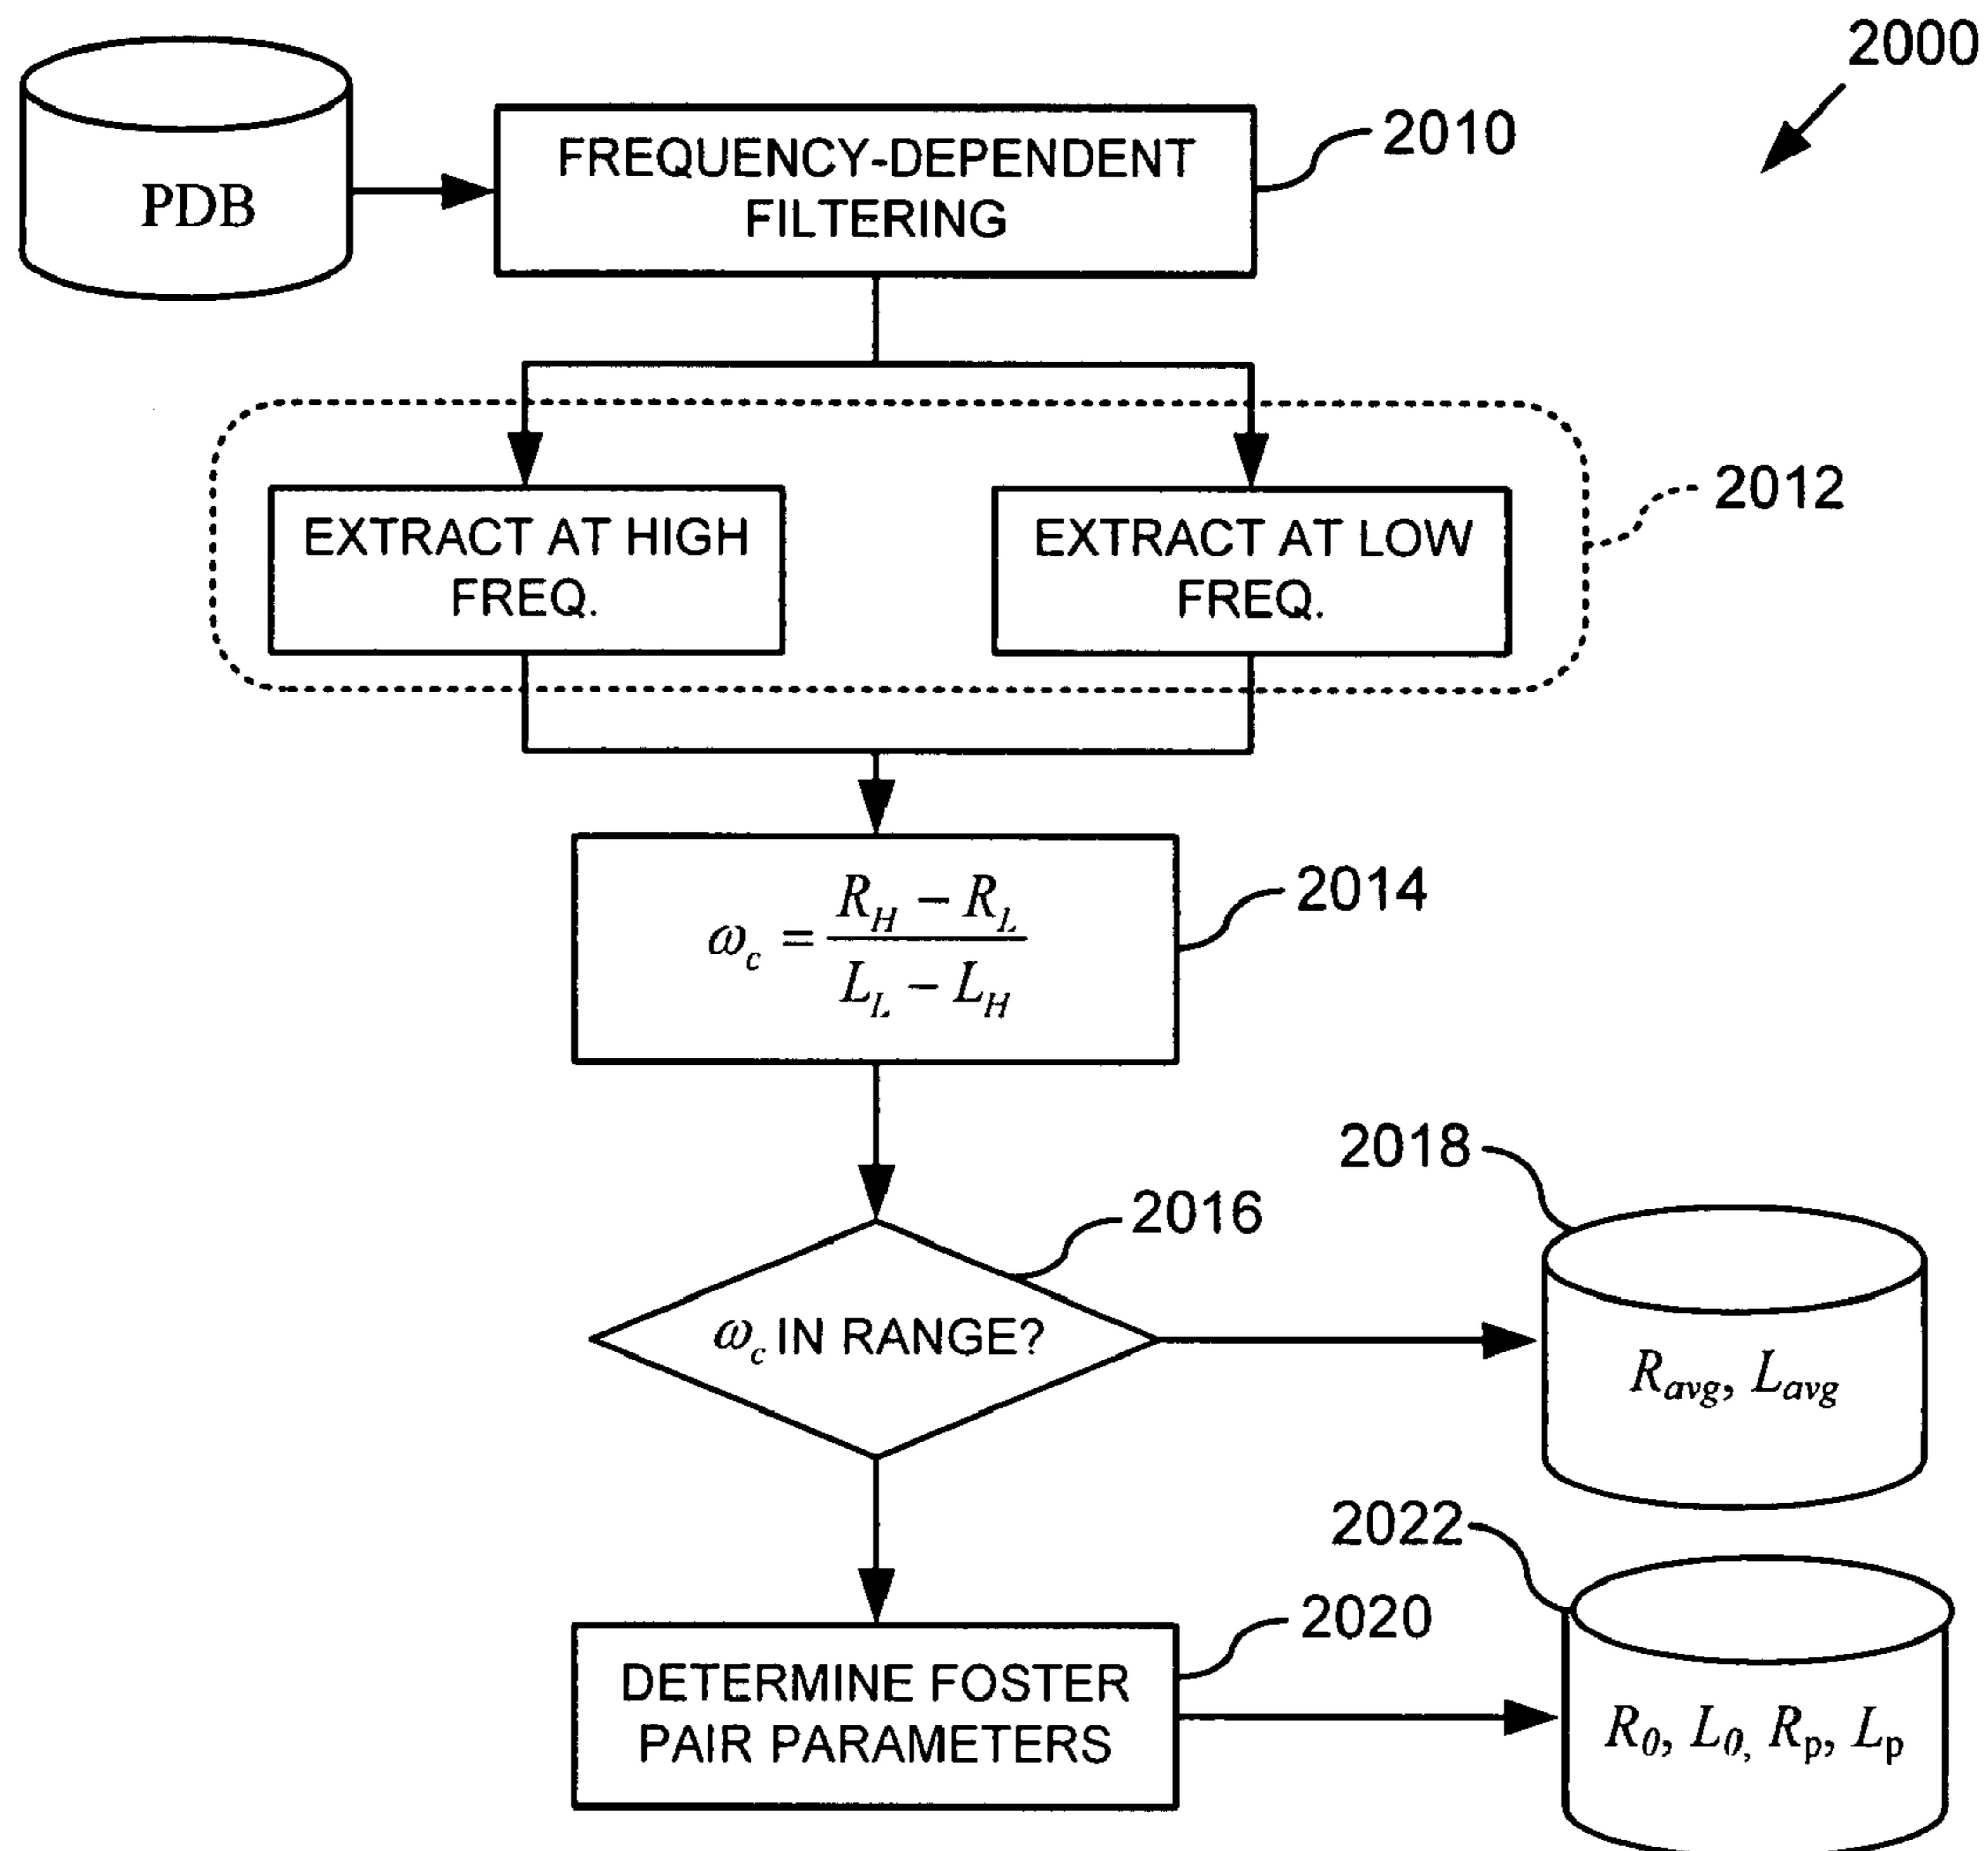 2000
PDB
FREQUENCY-DEPENDENT
FILTERING
2010
EXTRACT AT HIGH
FREQ.
EXTRACT AT LOW
FREQ.
2012
ω_c = (R_H − R_L) / (L_L − L_H)
2014
2016
ω_c IN RANGE?
2018
R_avg, L_avg
2020
DETERMINE FOSTER
PAIR PARAMETERS
2022
R_0, L_0, R_p, L_p